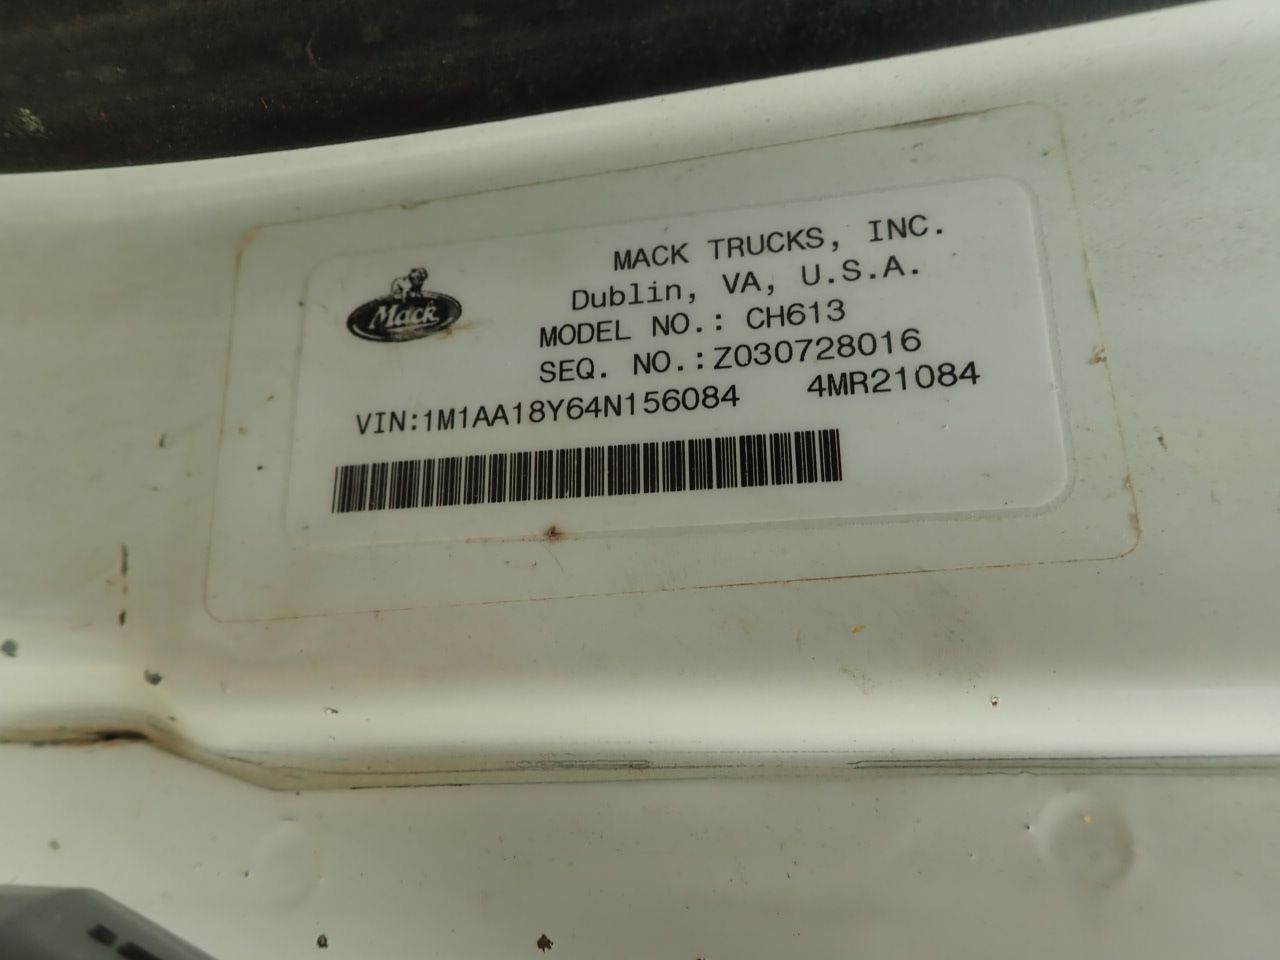 Mack
MACK TRUCKS, INC.
Dublin, VA, U.S.A.
MODEL NO.: CH613
SEQ. NO.:Z030728016
VIN:1M1AA18Y64N156084 4MR21084